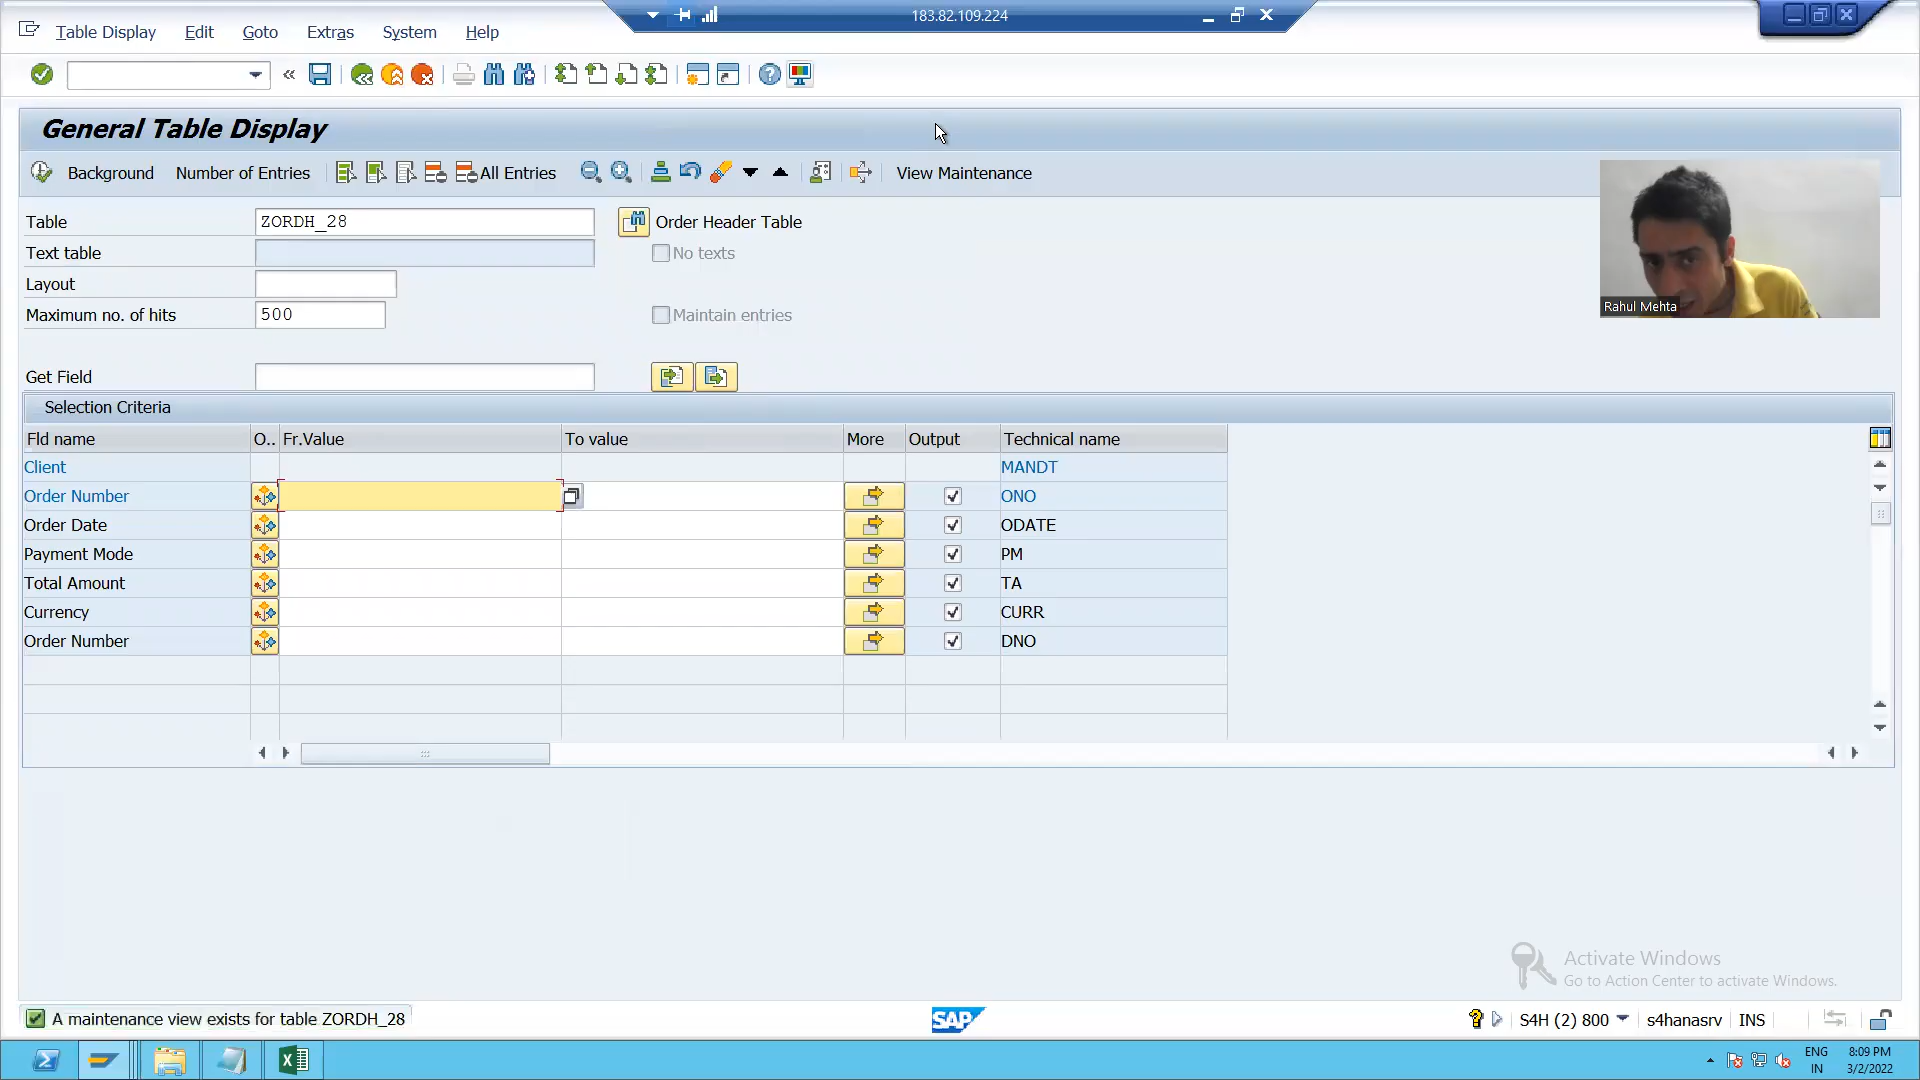 183.82.109.224
Table Display Edit Goto Extras System Help
General Table Display
Background Number of Entries All Entries View Maintenance
Table ZORDH_28 Order Header Table
Text table No texts
Layout
Maximum no. of hits 500 Maintain entries
Rahul Mehta
Get Field
Selection Criteria
Fld name O.. Fr.Value To value More Output Technical name
Client MANDT
Order Number ONO
Order Date ODATE
Payment Mode PM
Total Amount TA
Currency CURR
Order Number DNO
Activate Windows
Go to Action Center to activate Windows.
A maintenance view exists for table ZORDH_28 SAP S4H (2) 800 s4hanasrv INS
ENG 8:09 PM
IN 3/2/2022